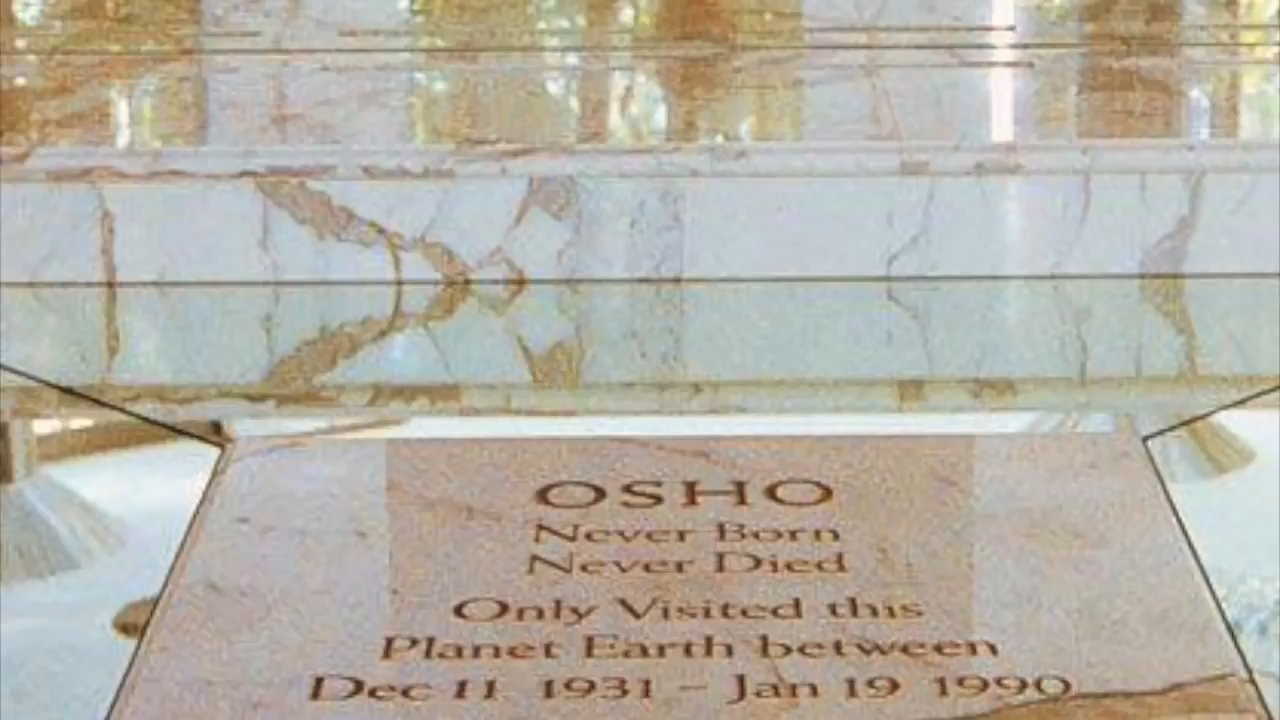 OSHO
Never Born
Never Died
Only Visited this
Planet Earth between
Dec 11 1931 – Jan 19 1990